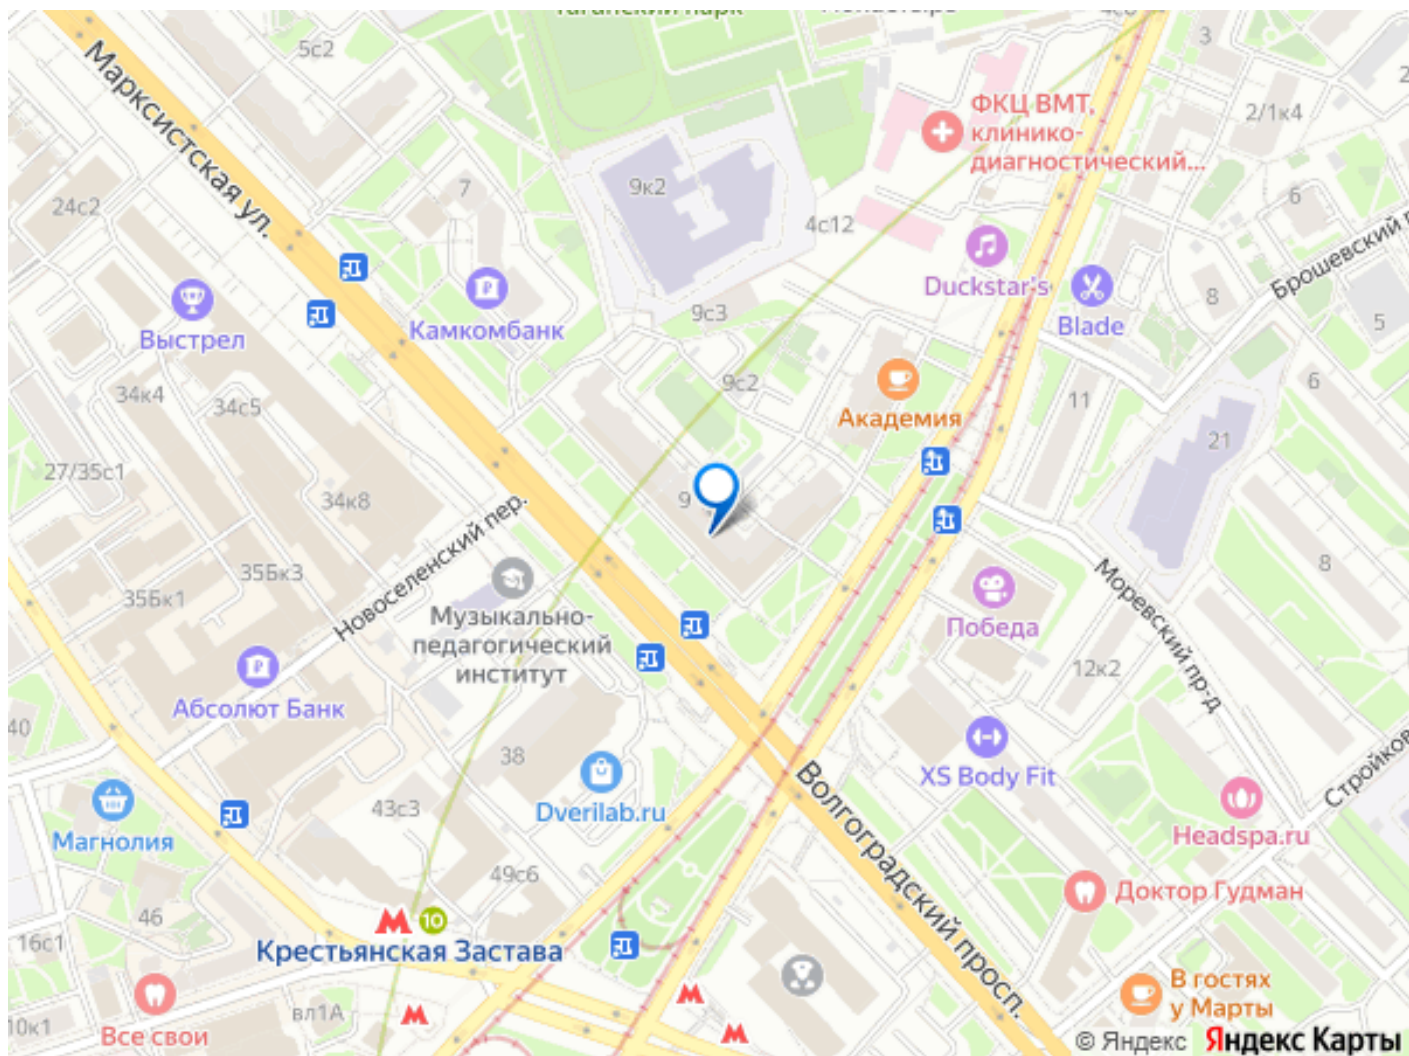 Таганский парк
4с6
5с2
3
2
Марксистская ул.
ФКЦ ВМТ,
клинико-
диагностический...
2/1к4
7
9к2
6
24с2
4с12
Брошевский п
Duckstar's
8
Выстрел
Камкомбанк
9с3
Blade
5
34к4
34с5
9с2
6
Академия
11
27/35с1
21
34к8
9
Новоселенский пер.
35Бк3
35Бк1
8
Музыкально-
педагогический
институт
Победа
Моревский пр-д
12к2
Абсолют Банк
40
38
XS Body Fit
Стройков
43с3
Dverilab.ru
Волгоградский просп.
Магнолия
Headspa.ru
49с6
Доктор Гудман
46
10
16с1
Крестьянская Застава
В гостях
у Марты
вл1А
10к1
Все свои
© Яндекс Яндекс Карты